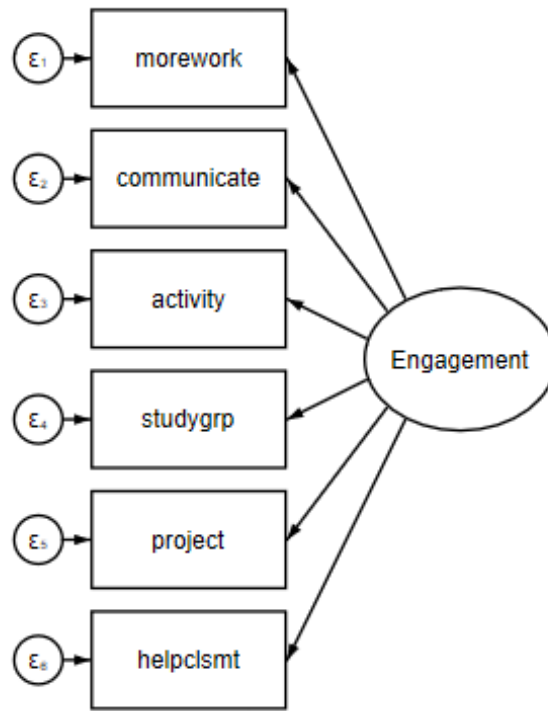 ε₁ morework
ε₂ communicate
ε₃ activity
Engagement
ε₄ studygrp
ε₅ project
ε₆ helpclsmt